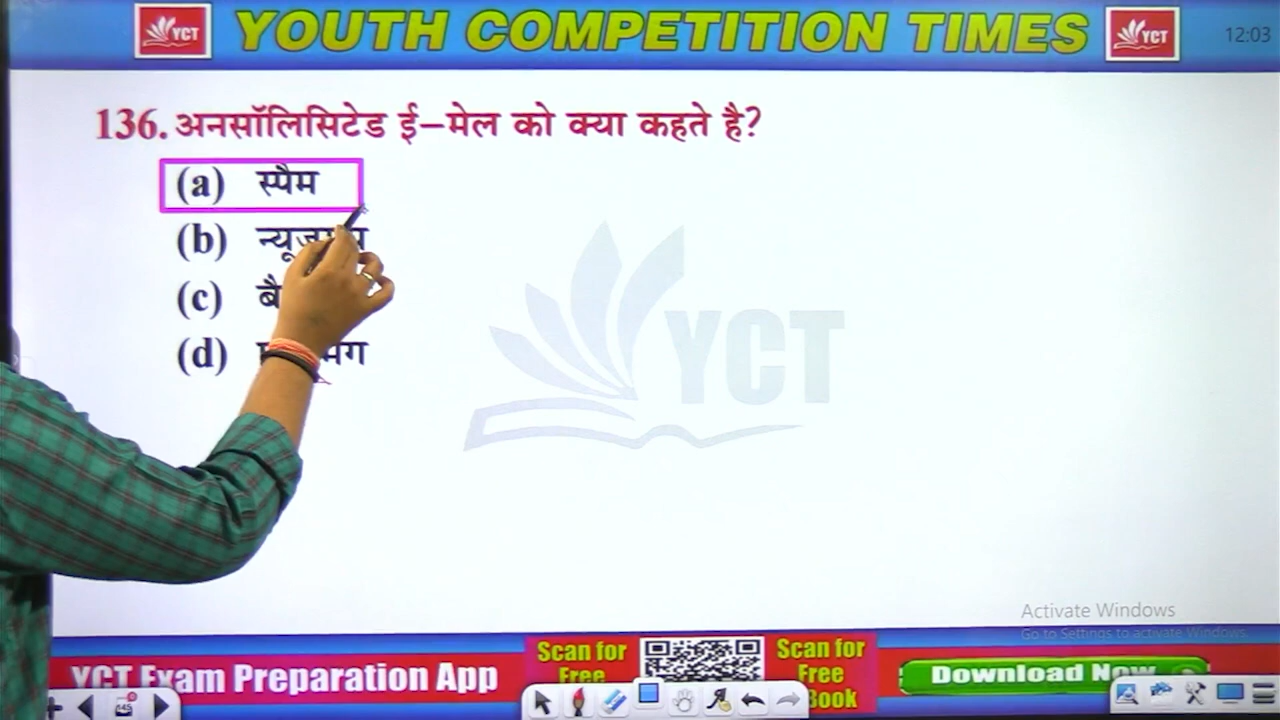 YCT YOUTH COMPETITION TIMES YCT 12:03
136. अनसॉलिसिटेड ई-मेल को क्या कहते है?
(a) स्पैम
(b)
(c)
(d)
YCT
Activate Windows
Go to Settings to activate Windows.
YCT Exam Preparation App
Scan for
Free
Scan for
Free
Book
Download Now
145